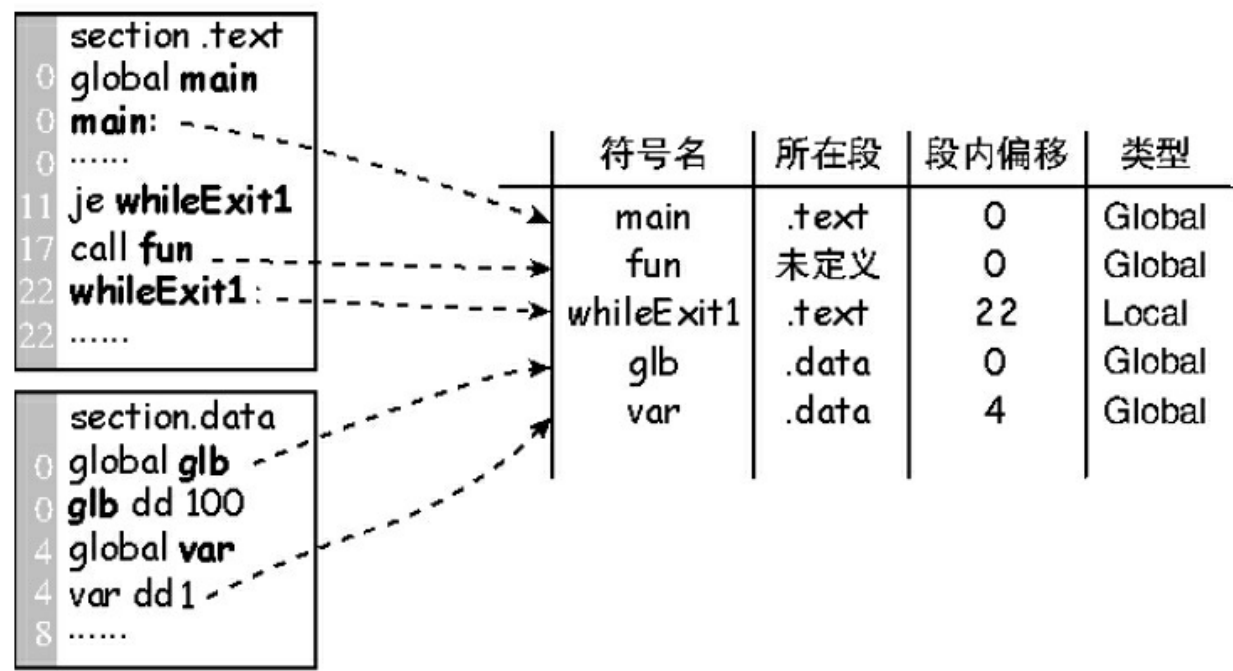 section .text
0 global main
0 main:
0 ......
11 je whileExit1
17 call fun
22 whileExit1:
22 ......
section.data
0 global glb
0 glb dd 100
4 global var
4 var dd 1
8 ......
符号名 所在段 段内偏移 类型
main .text 0 Global
fun 未定义 0 Global
whileExit1 .text 22 Local
glb .data 0 Global
var .data 4 Global